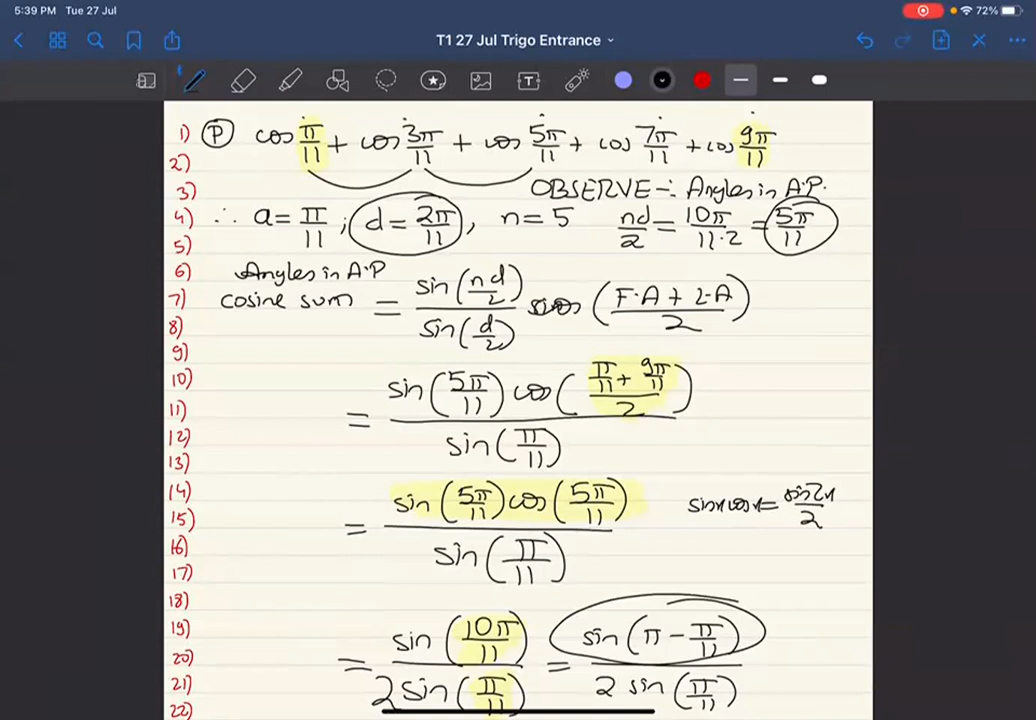 5:39 PM Tue 27 Jul 72%
T1 27 Jul Trigo Entrance
1) (P) cos π/11 + cos 3π/11 + cos 5π/11 + cos 7π/11 + cos 9π/11
2)
3) OBSERVE :- Angles in A.P.
4) ∴ a = π/11 ; d = 2π/11 , n = 5 nd/2 = 10π/11·2 = 5π/11
5)
6) Angles in A.P
7) cosine sum = sin(nd/2)/sin(d/2) cos (F.A + L.A/2)
8)
9)
10)
11) = sin(5π/11) cos(π/11 + 9π/11 / 2) / sin(π/11)
12)
13)
14)
15) = sin(5π/11) cos(5π/11) / sin(π/11) sinx cosx = sin2x/2
16)
17)
18)
19)
20) = sin(10π/11) / 2 sin(π/11) = sin(π - π/11) / 2 sin(π/11)
21)
22)